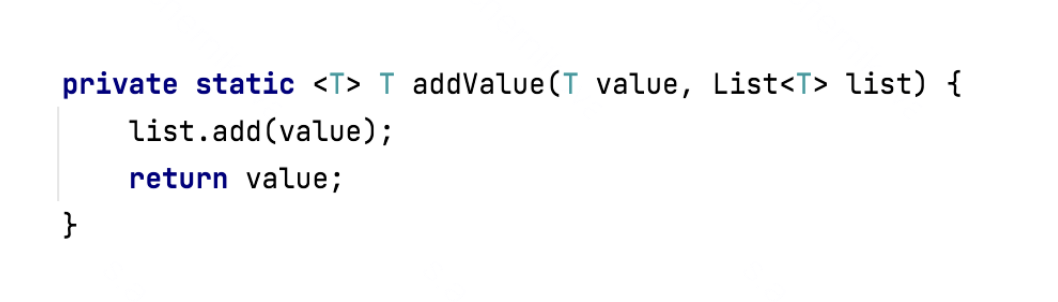 private static <T> T addValue(T value, List<T> list) {
    list.add(value);
    return value;
}